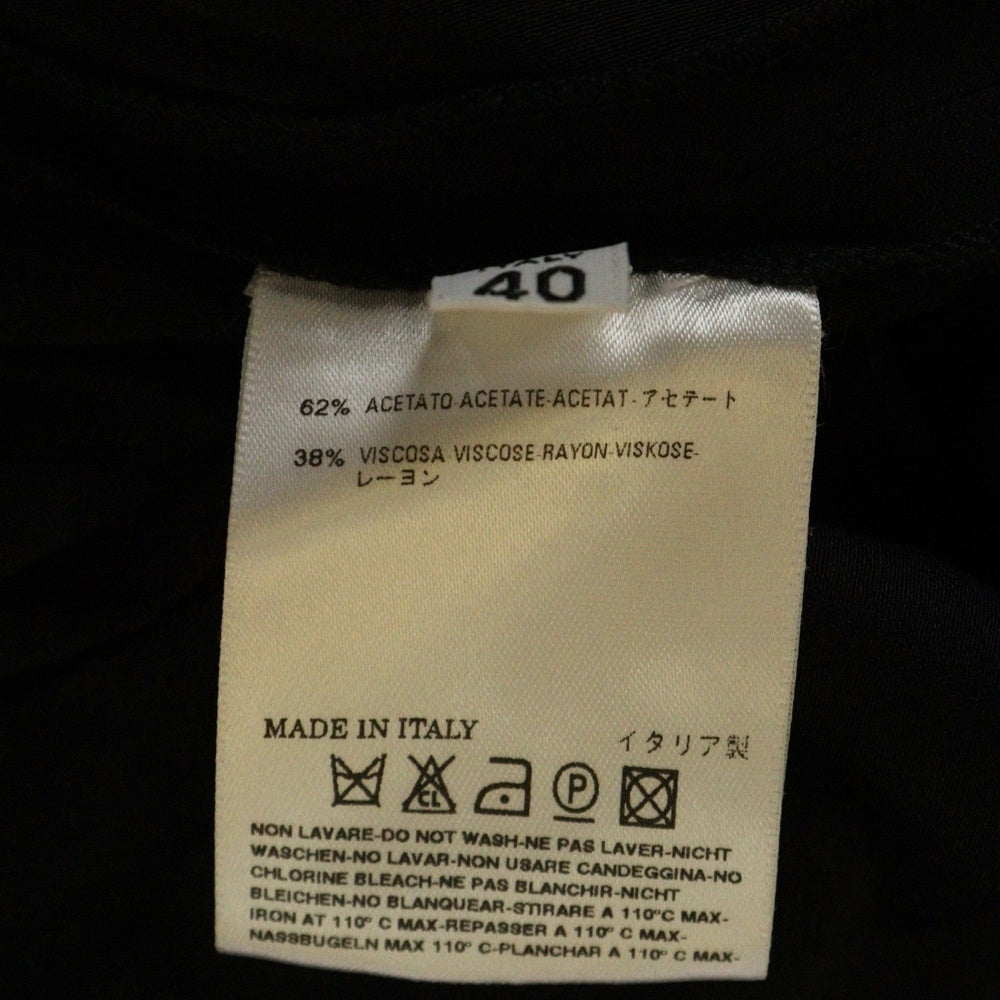 ITALY
40
62% ACETATO-ACETATE-ACETAT-アセテート
38% VISCOSA-VISCOSE-RAYON-VISKOSE-
レーヨン
MADE IN ITALY
イタリア製
CL P
NON LAVARE-DO NOT WASH-NE PAS LAVER-NICHT
WASCHEN-NO LAVAR-NON USARE CANDEGGINA-NO
CHLORINE BLEACH-NE PAS BLANCHIR-NICHT
BLEICHEN-NO BLANQUEAR-STIRARE A 110°C MAX-
IRON AT 110° C MAX-REPASSER A 110° C MAX-
NASSBUGELN MAX 110° C-PLANCHAR A 110° C MAX-